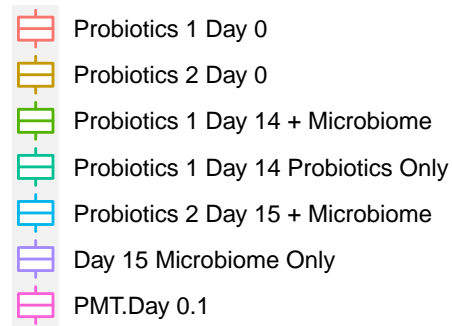 Probiotics 1 Day 0
Probiotics 2 Day 0
Probiotics 1 Day 14 + Microbiome
Probiotics 1 Day 14 Probiotics Only
Probiotics 2 Day 15 + Microbiome
Day 15 Microbiome Only
PMT.Day 0.1